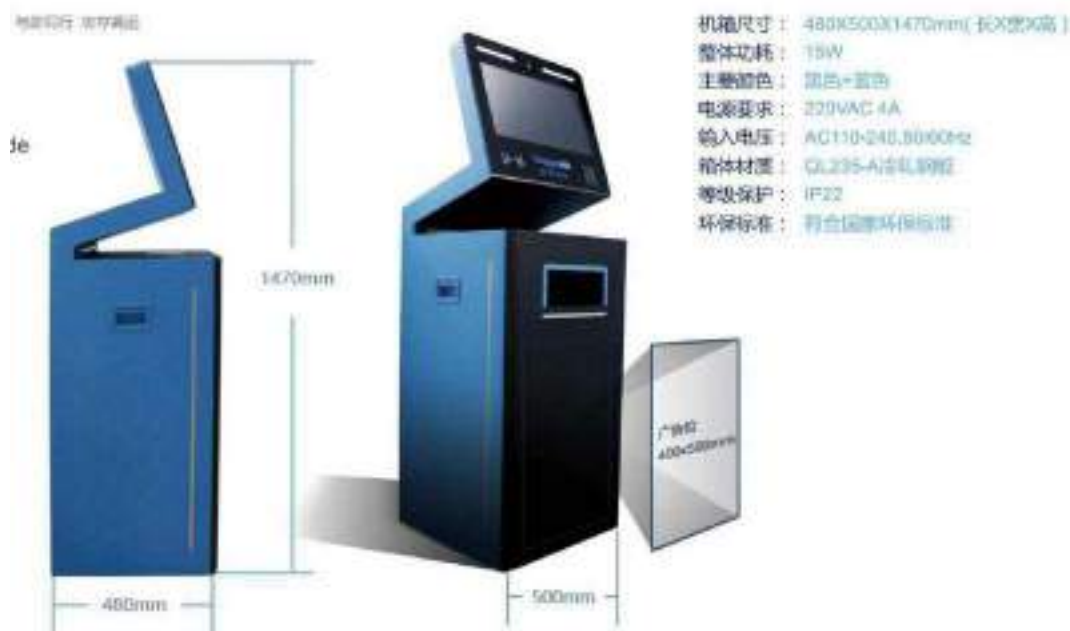 机箱尺寸： 480X500X1470mm( 长X宽X高 )
整体功耗： 15W
主要颜色： 黑色+蓝色
de
电源要求： 220VAC 4A
输入电压： AC110-240,50/60Hz
箱体材质： QL235-A冷轧钢板
等级保护： IP22
环保标准： 符合国家环保标准
1470mm
广告位
400x500mm
480mm
500mm